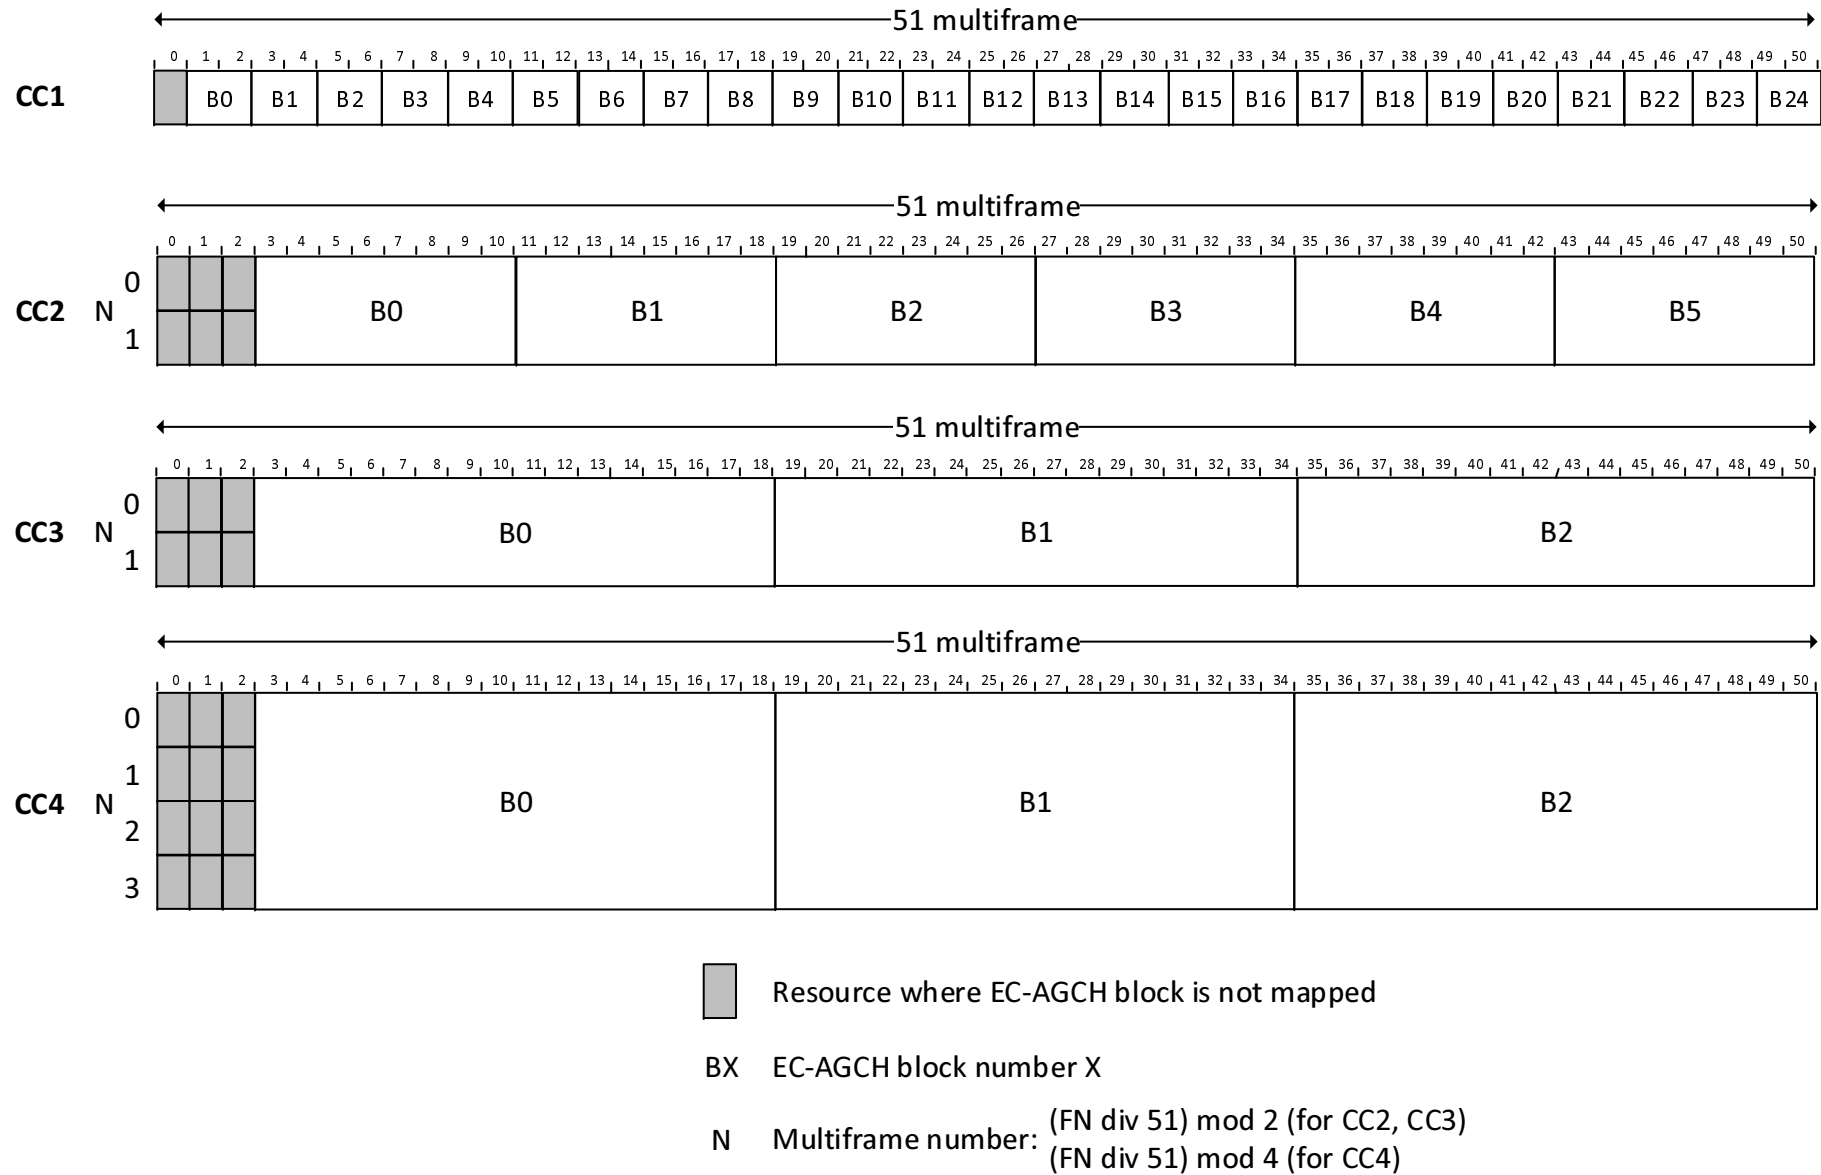 51 multiframe
0 1 2 3 4 5 6 7 8 9 10 11 12 13 14 15 16 17 18 19 20 21 22 23 24 25 26 27 28 29 30 31 32 33 34 35 36 37 38 39 40 41 42 43 44 45 46 47 48 49 50
CC1 B0 B1 B2 B3 B4 B5 B6 B7 B8 B9 B10 B11 B12 B13 B14 B15 B16 B17 B18 B19 B20 B21 B22 B23 B24
51 multiframe
0 1 2 3 4 5 6 7 8 9 10 11 12 13 14 15 16 17 18 19 20 21 22 23 24 25 26 27 28 29 30 31 32 33 34 35 36 37 38 39 40 41 42 43 44 45 46 47 48 49 50
0
CC2 N B0 B1 B2 B3 B4 B5
1
51 multiframe
0 1 2 3 4 5 6 7 8 9 10 11 12 13 14 15 16 17 18 19 20 21 22 23 24 25 26 27 28 29 30 31 32 33 34 35 36 37 38 39 40 41 42 43 44 45 46 47 48 49 50
0
CC3 N B0 B1 B2
1
51 multiframe
0 1 2 3 4 5 6 7 8 9 10 11 12 13 14 15 16 17 18 19 20 21 22 23 24 25 26 27 28 29 30 31 32 33 34 35 36 37 38 39 40 41 42 43 44 45 46 47 48 49 50
0
1
CC4 N B0 B1 B2
2
3
Resource where EC-AGCH block is not mapped
BX EC-AGCH block number X
N Multiframe number: (FN div 51) mod 2 (for CC2, CC3)
(FN div 51) mod 4 (for CC4)